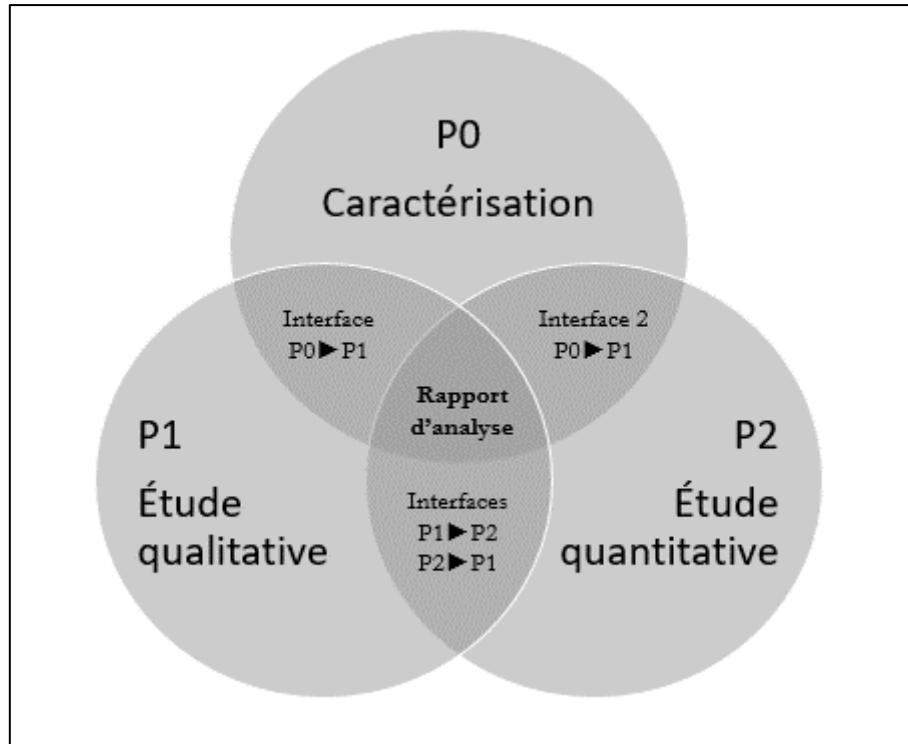 P0
Caractérisation
Interface
P0►P1
Interface 2
P0►P1
Rapport
d'analyse
P1
Étude
qualitative
P2
Étude
quantitative
Interfaces
P1►P2
P2►P1